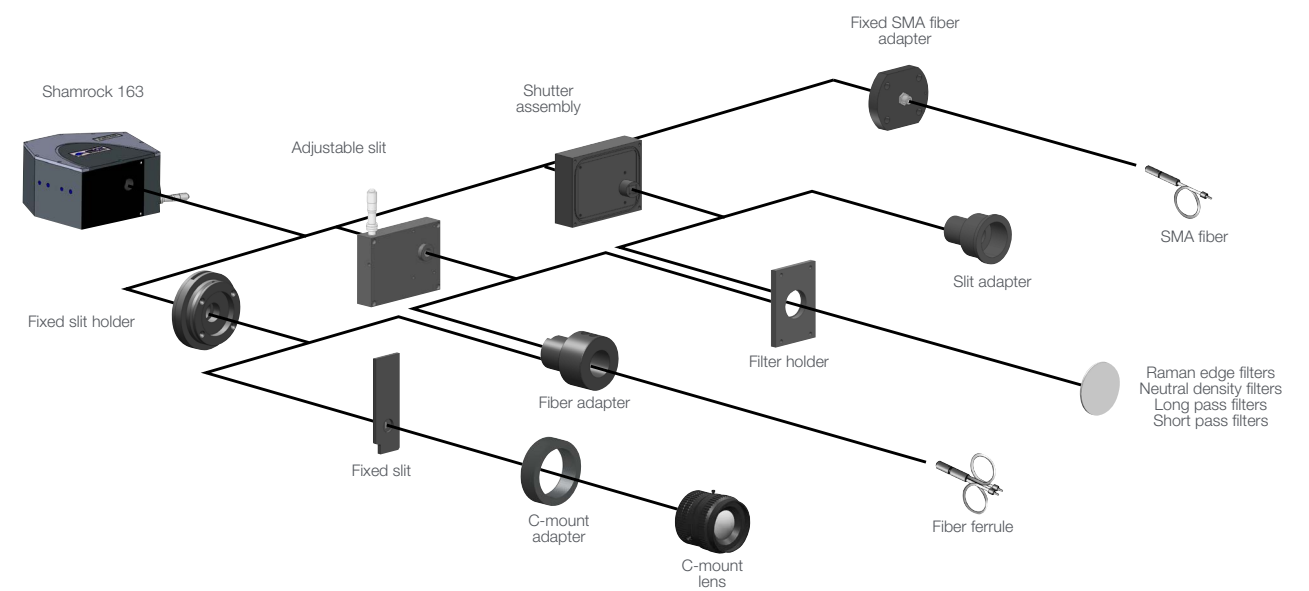 Fixed SMA fiber
adapter
Shamrock 163
Shutter
assembly
Adjustable slit
SMA fiber
Slit adapter
Fixed slit holder
Filter holder
Raman edge filters
Neutral density filters
Long pass filters
Short pass filters
Fiber adapter
Fixed slit
C-mount
adapter
Fiber ferrule
C-mount
lens